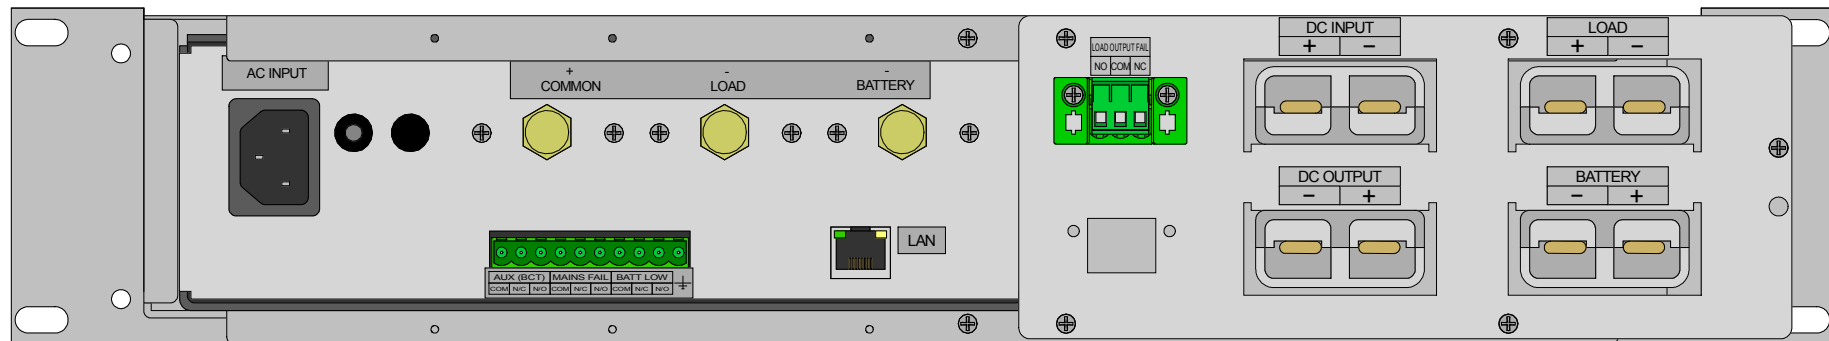 AC INPUT
+ - -
COMMON LOAD BATTERY
LOAD OUTPUT FAIL
NO COM NC
DC INPUT
+ −
LOAD
+ −
DC OUTPUT
− +
BATTERY
− +
LAN
AUX (BCT) MAINS FAIL BATT LOW
COM N/C N/O COM N/C N/O COM N/C N/O